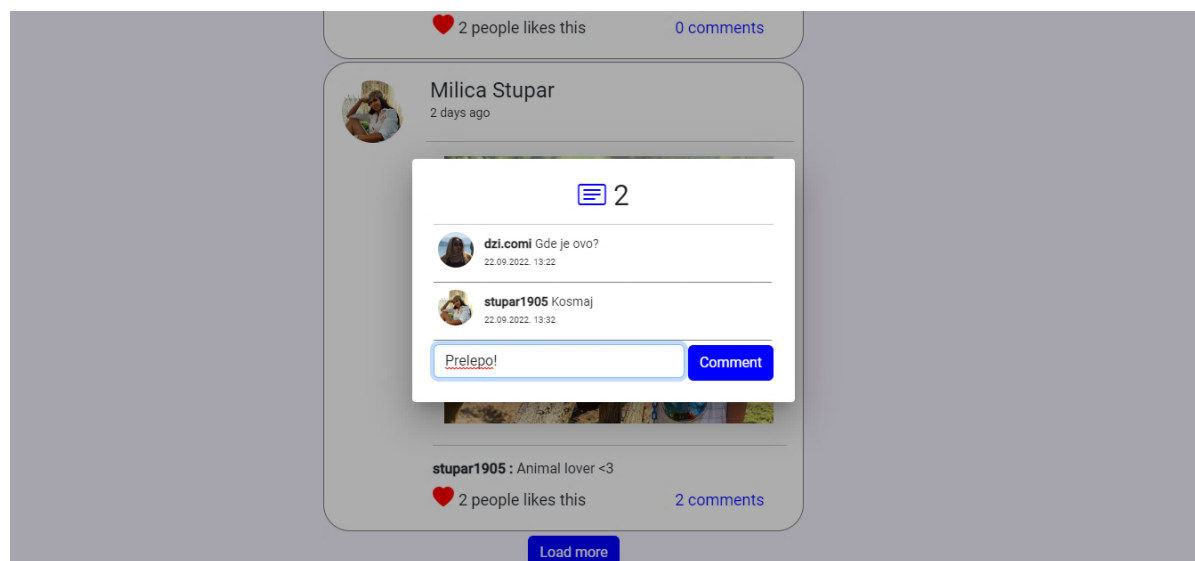 2 people likes this 0 comments
Milica Stupar
2 days ago
2
dzi.comi Gde je ovo?
22.09.2022. 13:22
stupar1905 Kosmaj
22.09.2022. 13:32
Prelepo! Comment
stupar1905 : Animal lover <3
2 people likes this 2 comments
Load more